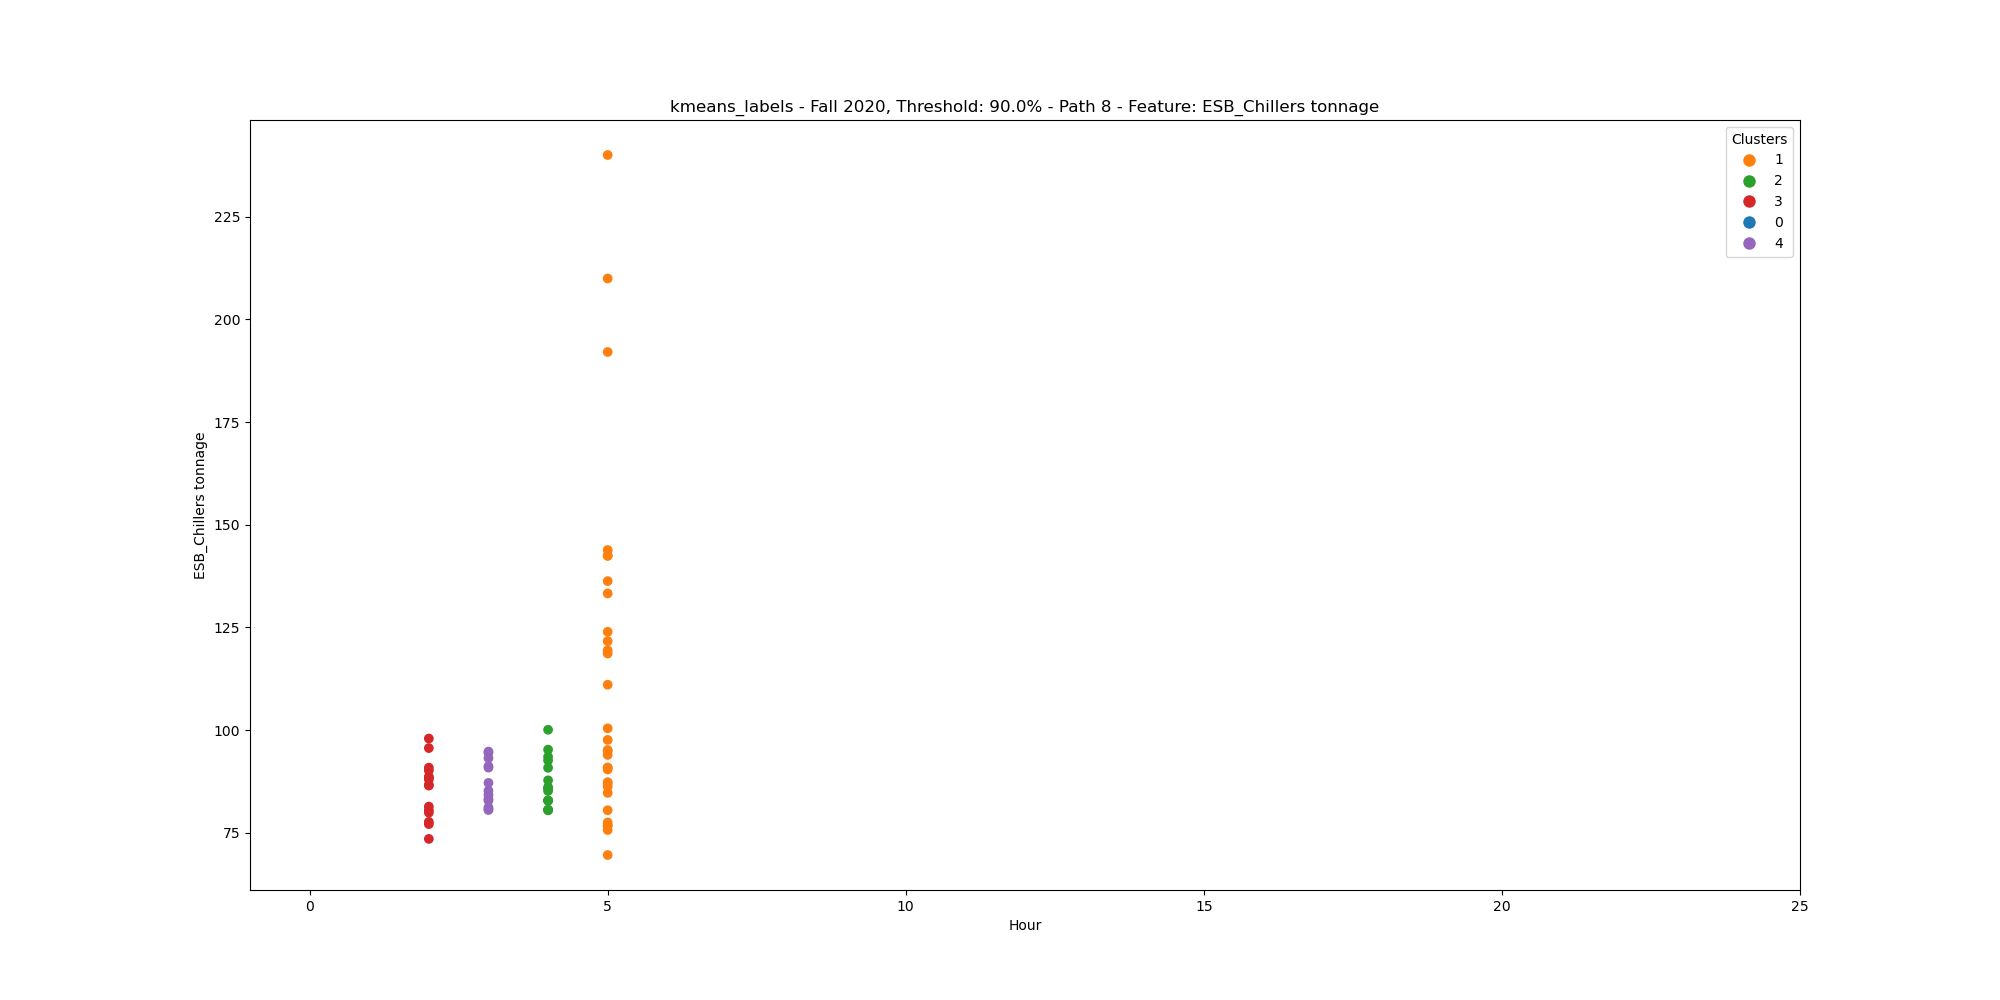 kmeans_labels - Fall 2020, Threshold: 90.0% - Path 8 - Feature: ESB_Chillers tonnage
Clusters
1
2
3
0
4
225
200
175
150
125
100
75
ESB_Chillers tonnage
0 5 10 15 20 25
Hour